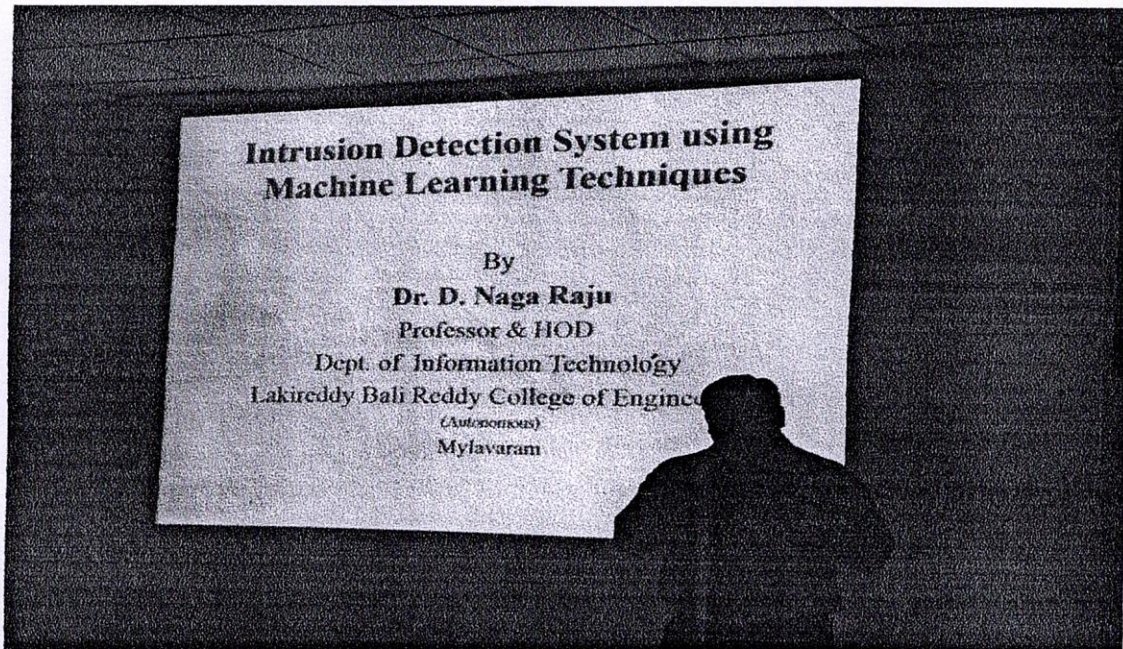 Intrusion Detection System using
Machine Learning Techniques
By
Dr. D. Naga Raju
Professor & HOD
Dept. of Information Technology
Lakireddy Bali Reddy College of
(Autonomous)
Mylavaram